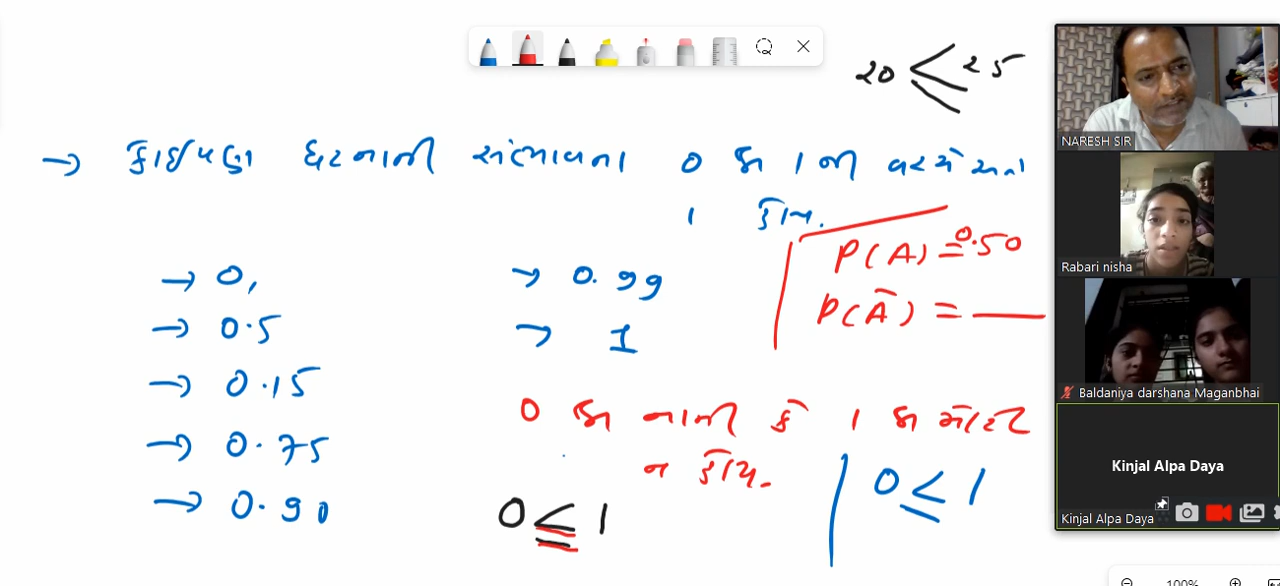 20 ≤ 25
→ કોઈપણ ઘટનાની સંભાવના 0 થી 1 ની વચ્ચે અથવા
1 હોય.
P(A) = 0.50
P(Ā) = ___
→ 0,
→ 0.99
→ 0.5
→ 1
→ 0.15
→ 0.75
→ 0.90
0 થી નાની કે 1 થી મોટી
ન હોય.
0 ≤ 1
0 ≤ 1
NARESH SIR
Rabari nisha
Baldaniya darshana Maganbhai
Kinjal Alpa Daya
Kinjal Alpa Daya
100%